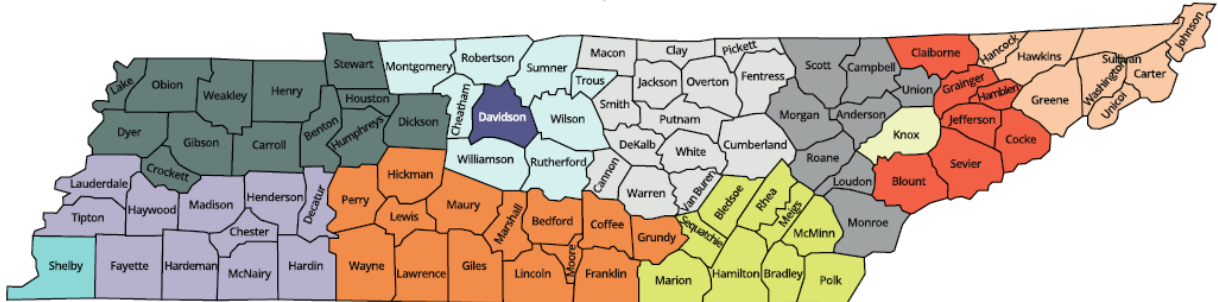 Lake
Obion
Weakley
Henry
Stewart
Houston
Montgomery
Robertson
Sumner
Trous
Macon
Clay
Pickett
Scott
Campbell
Claiborne
Hancock
Hawkins
Sullivan
Johnson
Dyer
Gibson
Carroll
Benton
Humphreys
Dickson
Cheatham
Davidson
Wilson
Smith
Jackson
Overton
Fentress
Putnam
Morgan
Anderson
Union
Grainger
Hamblen
Greene
Washington
Unicoi
Carter
Crockett
Williamson
Rutherford
Cannon
DeKalb
White
Cumberland
Roane
Knox
Jefferson
Cocke
Sevier
Blount
Loudon
Lauderdale
Tipton
Haywood
Madison
Henderson
Decatur
Chester
Perry
Hickman
Lewis
Maury
Marshall
Bedford
Coffee
Warren
Van Buren
Grundy
Sequatchie
Bledsoe
Rhea
Meigs
McMinn
Monroe
Shelby
Fayette
Hardeman
McNairy
Hardin
Wayne
Lawrence
Giles
Lincoln
Moore
Franklin
Marion
Hamilton
Bradley
Polk